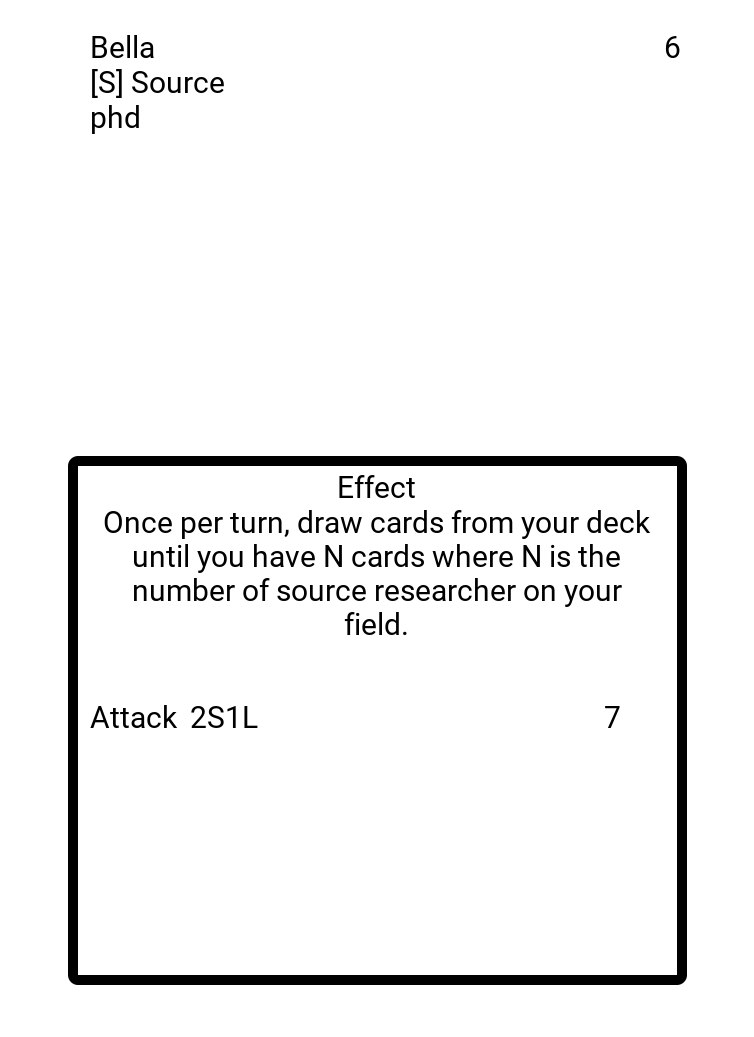 Bella 6
[S] Source
phd
Effect
Once per turn, draw cards from your deck
until you have N cards where N is the
number of source researcher on your
field.
Attack 2S1L 7